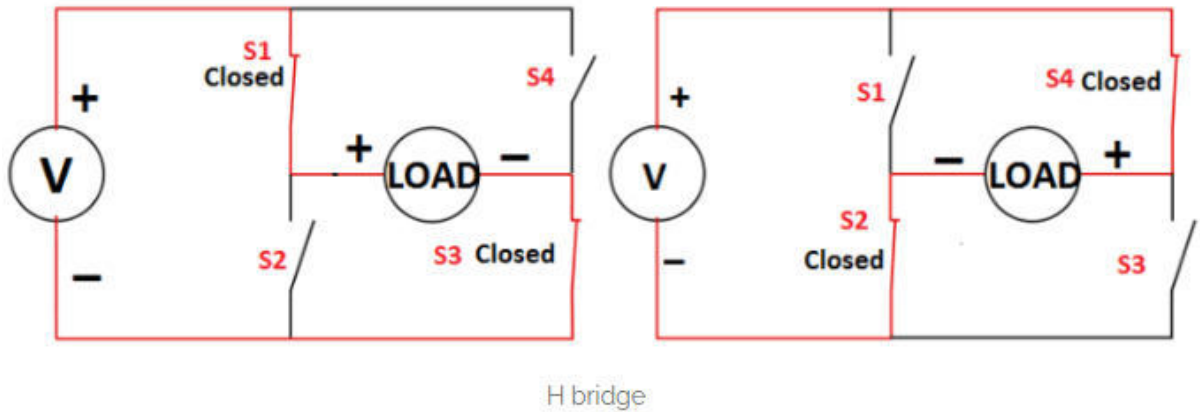 S1
Closed
S4
+
V
+
LOAD
−
S2
S3 Closed
−
S4 Closed
S1
+
V
−
LOAD
+
S2
Closed
S3
−
H bridge